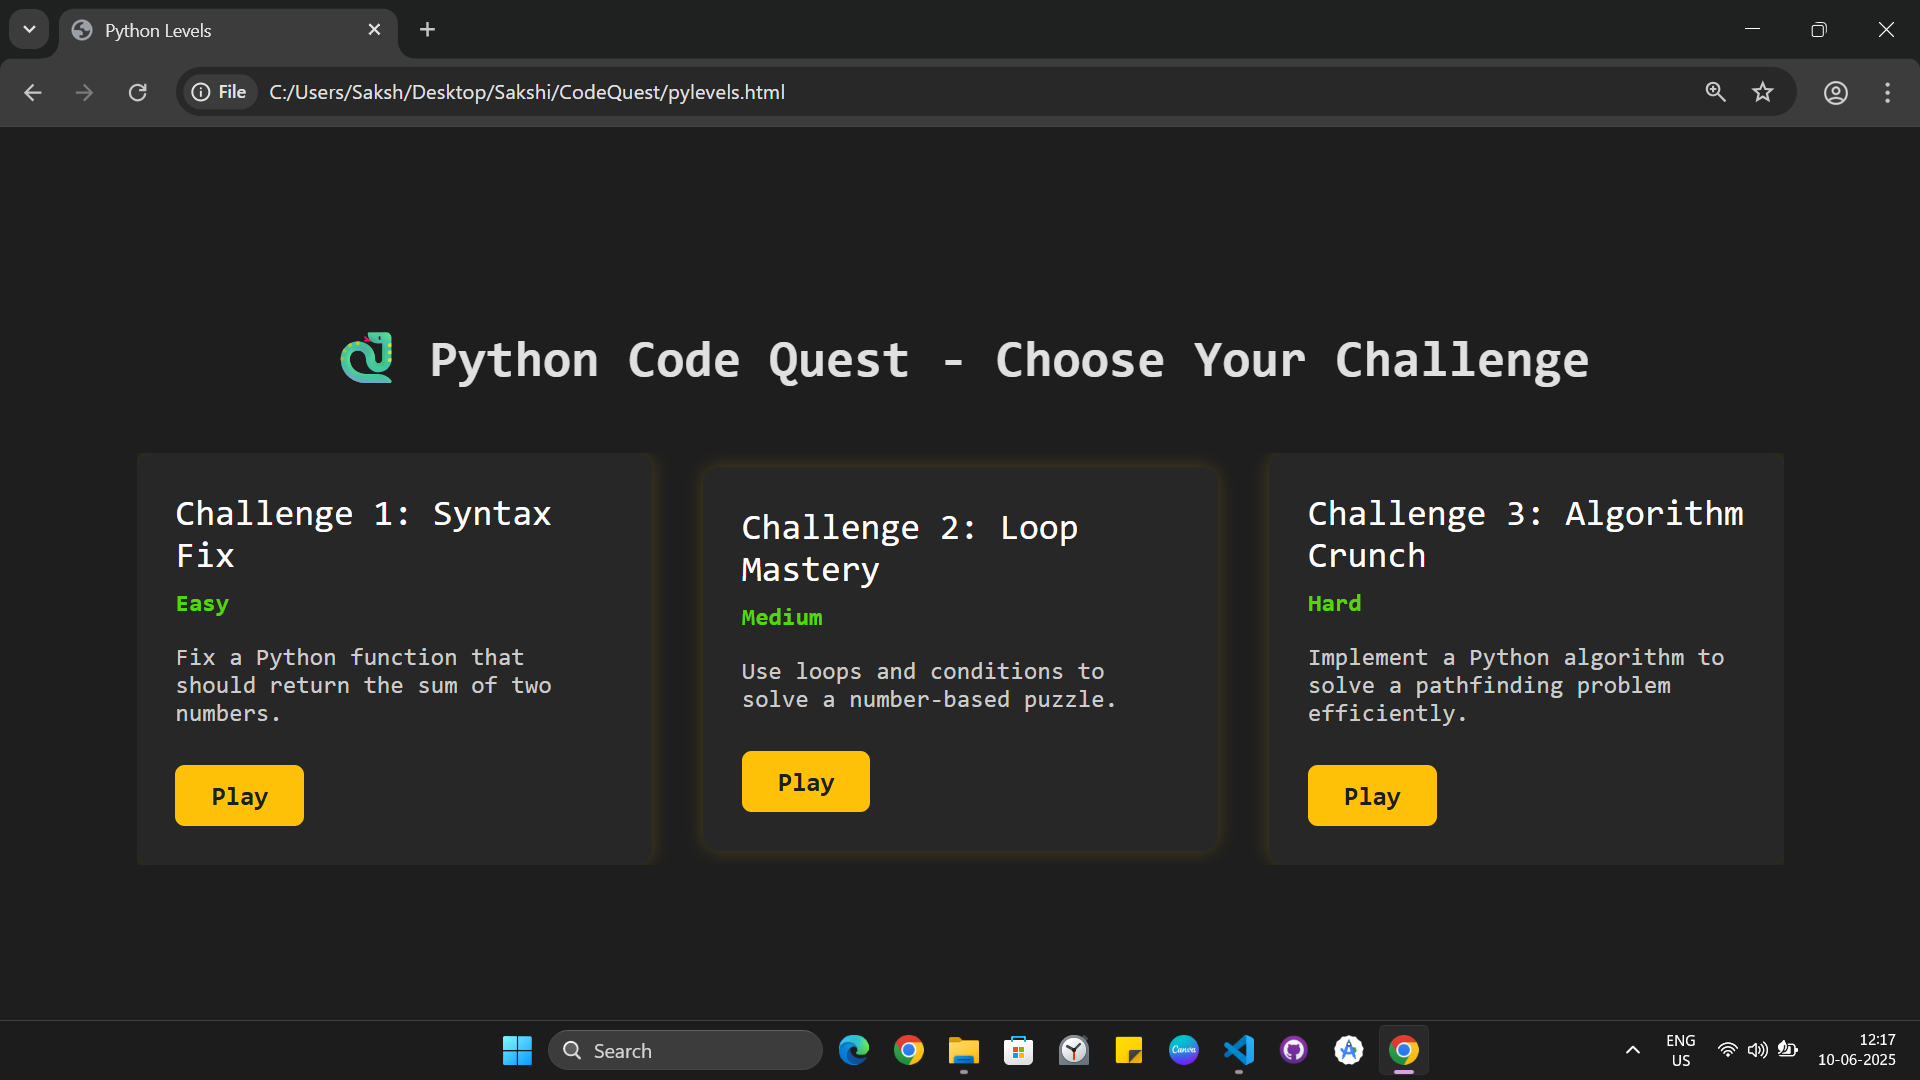 Python Levels
File C:/Users/Saksh/Desktop/Sakshi/CodeQuest/pylevels.html
Python Code Quest - Choose Your Challenge
Challenge 1: Syntax
Fix
Easy
Fix a Python function that
should return the sum of two
numbers.
Play
Challenge 2: Loop
Mastery
Medium
Use loops and conditions to
solve a number-based puzzle.
Play
Challenge 3: Algorithm
Crunch
Hard
Implement a Python algorithm to
solve a pathfinding problem
efficiently.
Play
Search
Canva
ENG
US
12:17
10-06-2025